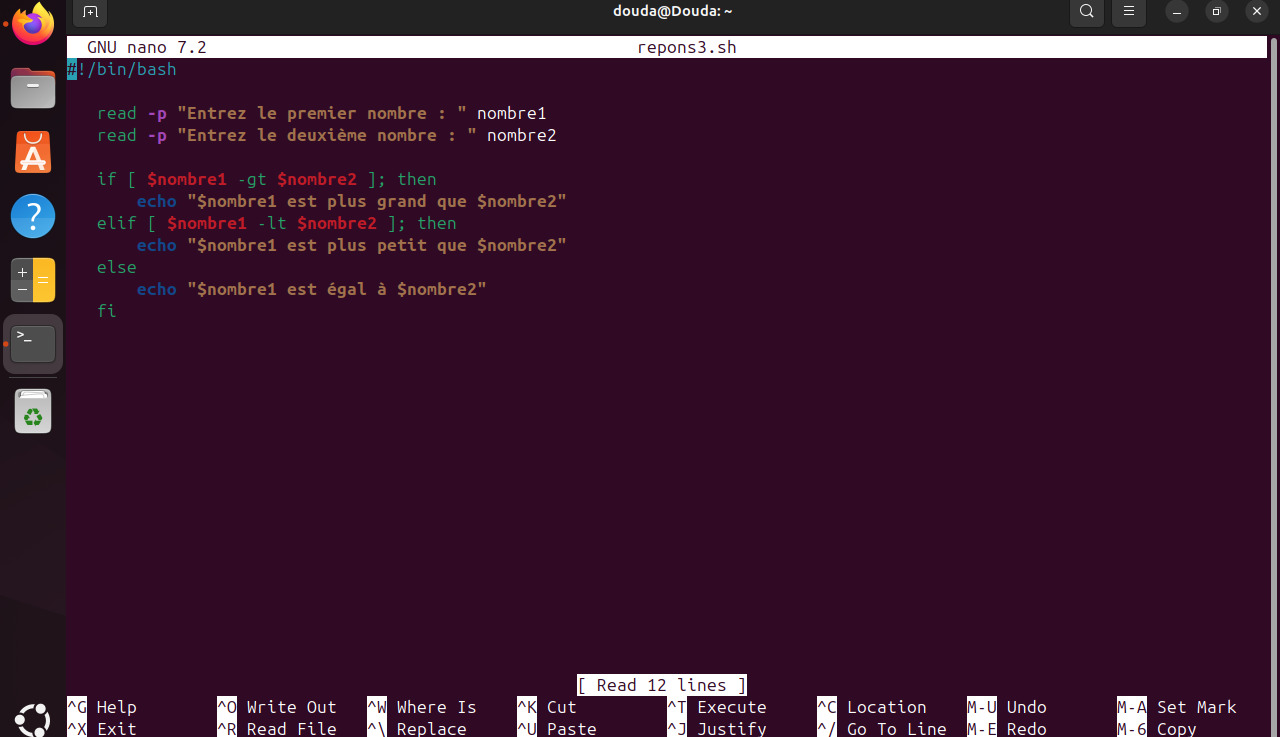 douda@Douda: ~
GNU nano 7.2 repons3.sh
#!/bin/bash
read -p "Entrez le premier nombre : " nombre1
read -p "Entrez le deuxième nombre : " nombre2
if [ $nombre1 -gt $nombre2 ]; then
echo "$nombre1 est plus grand que $nombre2"
elif [ $nombre1 -lt $nombre2 ]; then
echo "$nombre1 est plus petit que $nombre2"
else
echo "$nombre1 est égal à $nombre2"
fi
[ Read 12 lines ]
^G Help ^O Write Out ^W Where Is ^K Cut ^T Execute ^C Location M-U Undo M-A Set Mark
^X Exit ^R Read File ^\ Replace ^U Paste ^J Justify ^/ Go To Line M-E Redo M-6 Copy